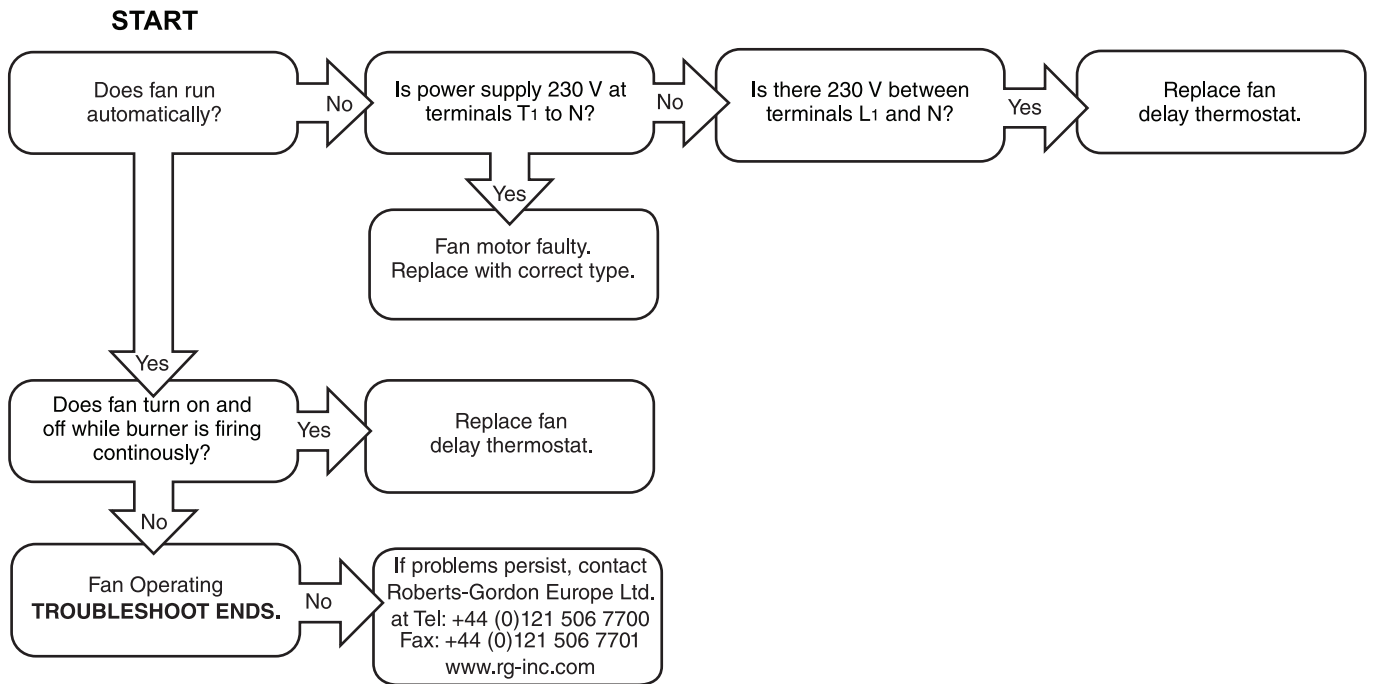 START
Does fan run
automatically?
No
Is power supply 230 V at
terminals T1 to N?
No
Is there 230 V between
terminals L1 and N?
Yes
Replace fan
delay thermostat.
Yes
Fan motor faulty.
Replace with correct type.
Yes
Does fan turn on and
off while burner is firing
continously?
Yes
Replace fan
delay thermostat.
No
Fan Operating
TROUBLESHOOT ENDS.
No
If problems persist, contact
Roberts-Gordon Europe Ltd.
at Tel: +44 (0)121 506 7700
Fax: +44 (0)121 506 7701
www.rg-inc.com